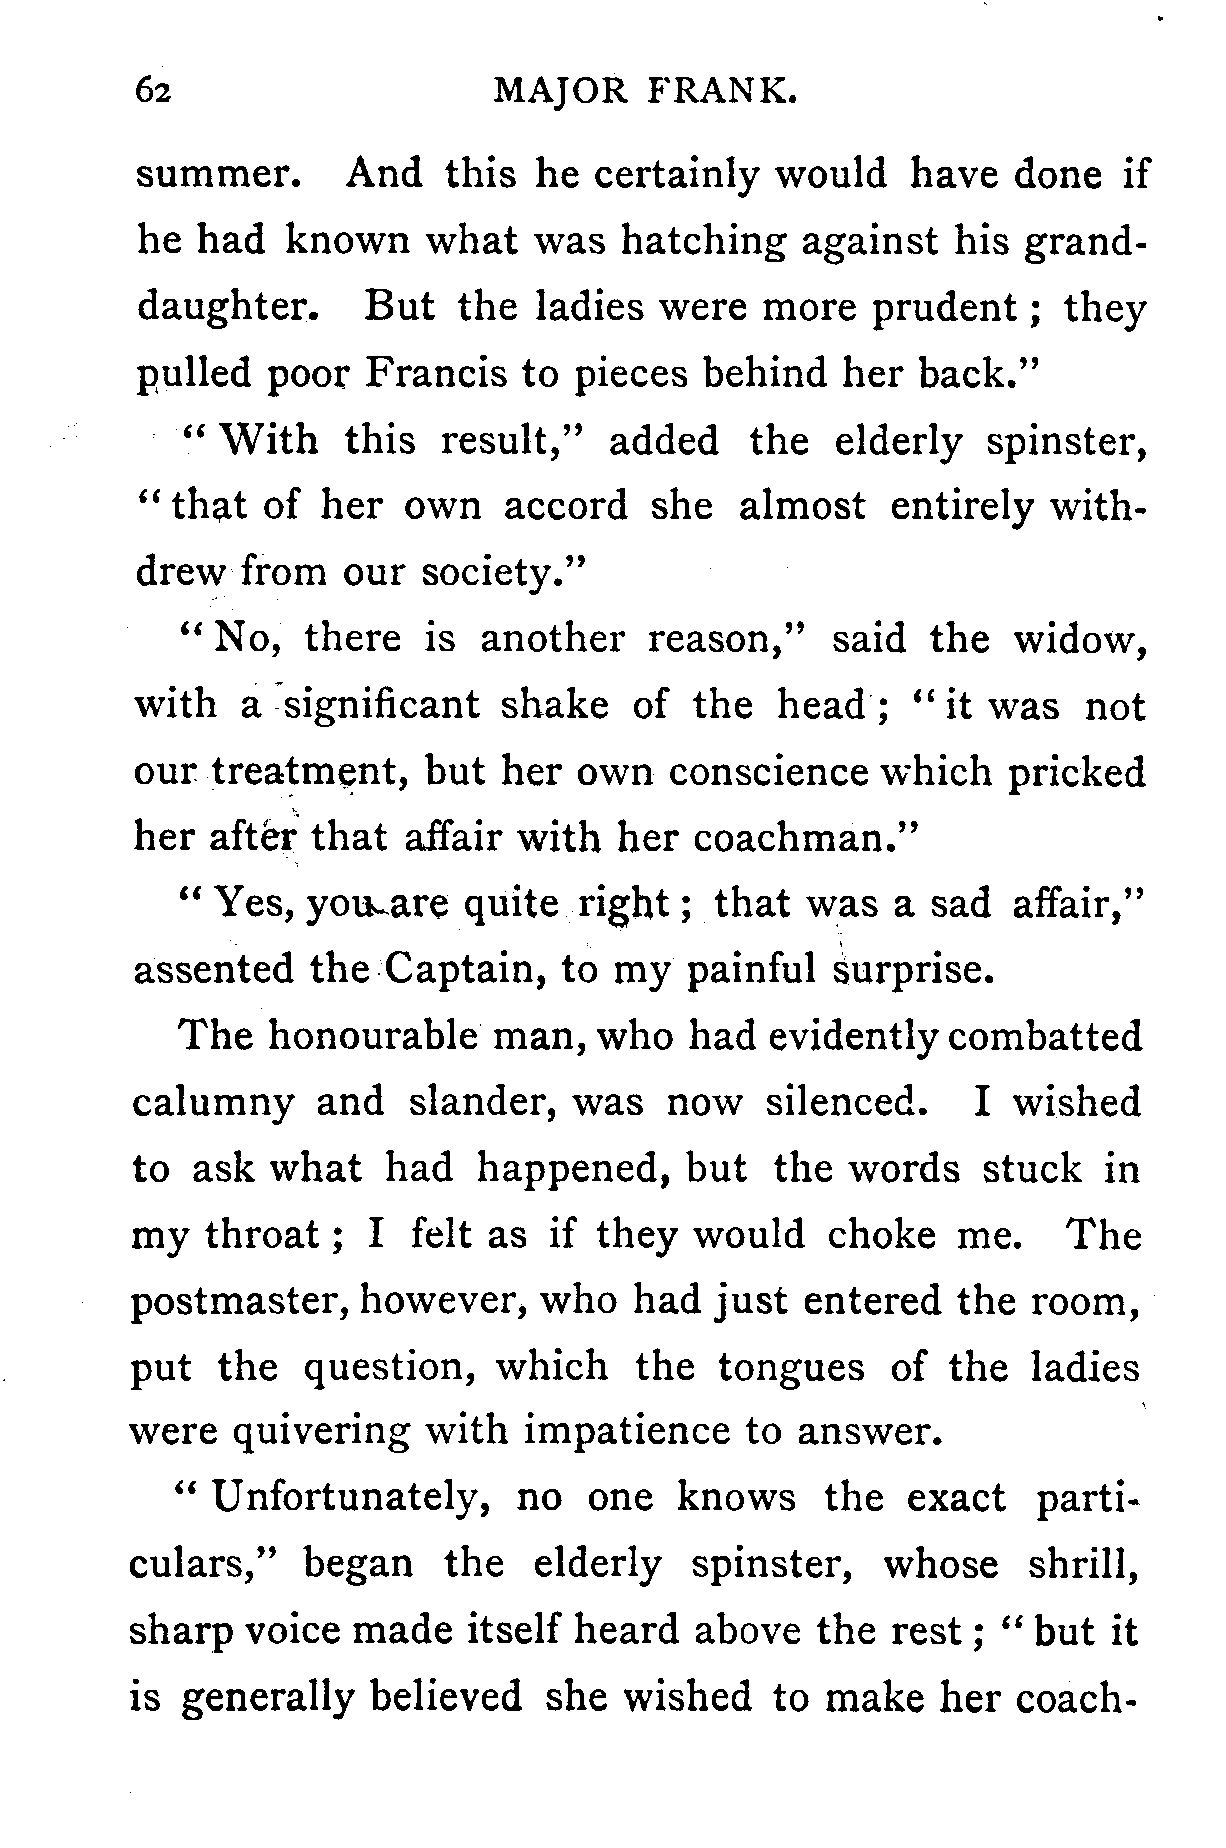 62 MAJOR FRANK.
summer. And this he certainly would have done if
he had known what was hatching against his grand-
daughter. But the ladies were more prudent ; they
pulled poor Francis to pieces behind her back.”
“ With this result,” added the elderly spinster,
“ that of her own accord she almost entirely with-
drew from our society.”
“ No, there is another reason,” said the widow,
with a significant shake of the head ; “ it was not
our treatment, but her own conscience which pricked
her after that affair with her coachman.”
“ Yes, you are quite right ; that was a sad affair,”
assented the Captain, to my painful surprise.
The honourable man, who had evidently combatted
calumny and slander, was now silenced. I wished
to ask what had happened, but the words stuck in
my throat ; I felt as if they would choke me. The
postmaster, however, who had just entered the room,
put the question, which the tongues of the ladies
were quivering with impatience to answer.
“ Unfortunately, no one knows the exact parti-
culars,” began the elderly spinster, whose shrill,
sharp voice made itself heard above the rest ; “ but it
is generally believed she wished to make her coach-